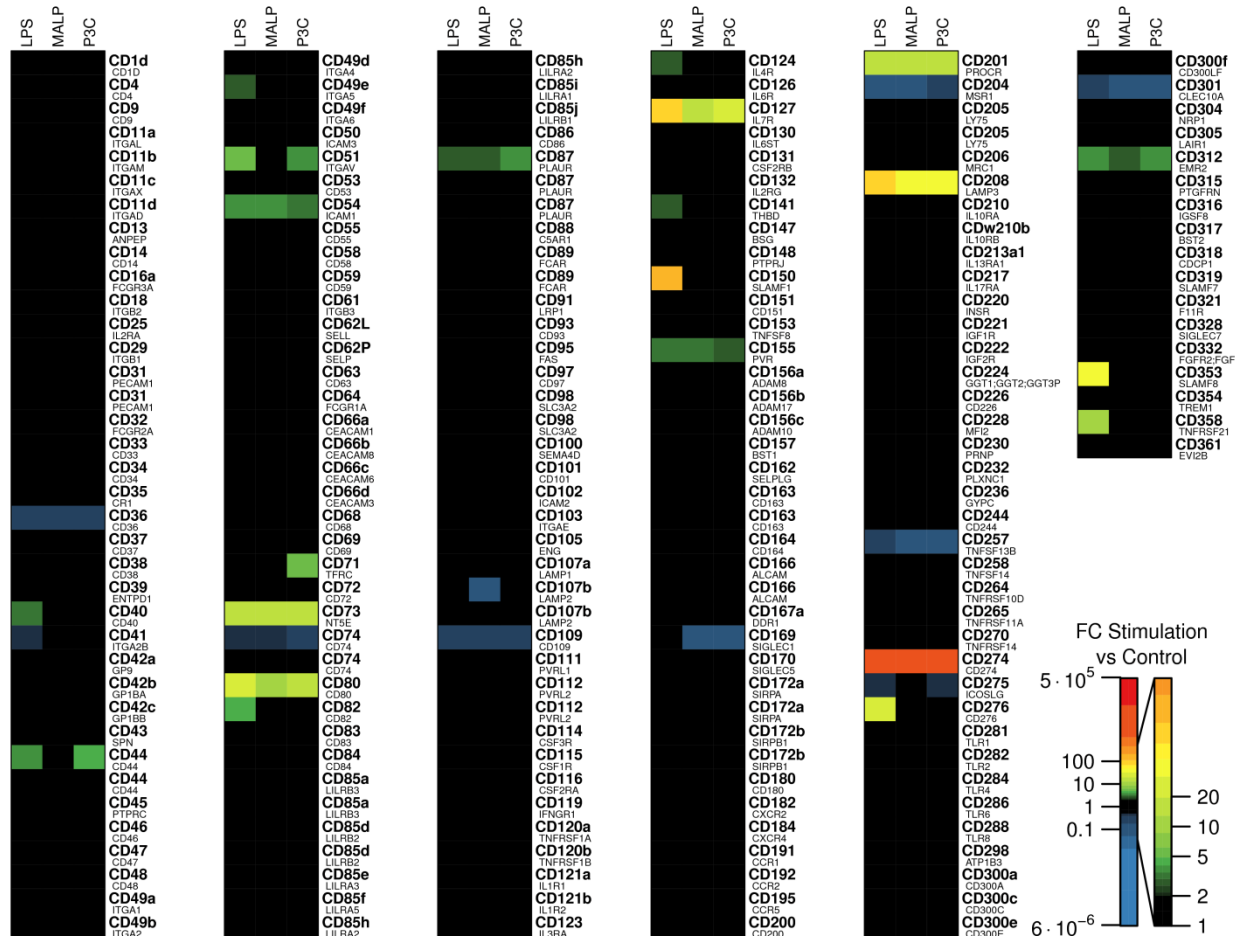 LPS
MALP
P3C
CD1d
CD1D
CD4
CD4
CD9
CD9
CD11a
ITGAL
CD11b
ITGAM
CD11c
ITGAX
CD11d
ITGAD
CD13
ANPEP
CD14
CD14
CD16a
FCGR3A
CD18
ITGB2
CD25
IL2RA
CD29
ITGB1
CD31
PECAM1
CD31
PECAM1
CD32
FCGR2A
CD33
CD33
CD34
CD34
CD35
CR1
CD36
CD36
CD37
CD37
CD38
CD38
CD39
ENTPD1
CD40
CD40
CD41
ITGA2B
CD42a
GP9
CD42b
GP1BA
CD42c
GP1BB
CD43
SPN
CD44
CD44
CD44
CD44
CD45
PTPRC
CD46
CD46
CD47
CD47
CD48
CD48
CD49a
ITGA1
CD49b
ITGA2
LPS
MALP
P3C
CD49d
ITGA4
CD49e
ITGA5
CD49f
ITGA6
CD50
ICAM3
CD51
ITGAV
CD53
CD53
CD54
ICAM1
CD55
CD55
CD58
CD58
CD59
CD59
CD61
ITGB3
CD62L
SELL
CD62P
SELP
CD63
CD63
CD64
FCGR1A
CD66a
CEACAM1
CD66b
CEACAM8
CD66c
CEACAM6
CD66d
CEACAM3
CD68
CD68
CD69
CD69
CD71
TFRC
CD72
CD72
CD73
NT5E
CD74
CD74
CD74
CD74
CD80
CD80
CD82
CD82
CD83
CD83
CD84
CD84
CD85a
LILRB3
CD85a
LILRB3
CD85d
LILRB2
CD85d
LILRB2
CD85e
LILRA3
CD85f
LILRA5
CD85h
LILRA2
LPS
MALP
P3C
CD85h
LILRA2
CD85i
LILRA1
CD85j
LILRB1
CD86
CD86
CD87
PLAUR
CD87
PLAUR
CD87
PLAUR
CD88
C5AR1
CD89
FCAR
CD89
FCAR
CD91
LRP1
CD93
CD93
CD95
FAS
CD97
CD97
CD98
SLC3A2
CD98
SLC3A2
CD100
SEMA4D
CD101
CD101
CD102
ICAM2
CD103
ITGAE
CD105
ENG
CD107a
LAMP1
CD107b
LAMP2
CD107b
LAMP2
CD109
CD109
CD111
PVRL1
CD112
PVRL2
CD112
PVRL2
CD114
CSF3R
CD115
CSF1R
CD116
CSF2RA
CD119
IFNGR1
CD120a
TNFRSF1A
CD120b
TNFRSF1B
CD121a
IL1R1
CD121b
IL1R2
CD123
IL3RA
LPS
MALP
P3C
CD124
IL4R
CD126
IL6R
CD127
IL7R
CD130
IL6ST
CD131
CSF2RB
CD132
IL2RG
CD141
THBD
CD147
BSG
CD148
PTPRJ
CD150
SLAMF1
CD151
CD151
CD153
TNFSF8
CD155
PVR
CD156a
ADAM8
CD156b
ADAM17
CD156c
ADAM10
CD157
BST1
CD162
SELPLG
CD163
CD163
CD163
CD163
CD164
CD164
CD166
ALCAM
CD166
ALCAM
CD167a
DDR1
CD169
SIGLEC1
CD170
SIGLEC5
CD172a
SIRPA
CD172a
SIRPA
CD172b
SIRPB1
CD172b
SIRPB1
CD180
CD180
CD182
CXCR2
CD184
CXCR4
CD191
CCR1
CD192
CCR2
CD195
CCR5
CD200
CD200
LPS
MALP
P3C
CD201
PROCR
CD204
MSR1
CD205
LY75
CD205
LY75
CD206
MRC1
CD208
LAMP3
CD210
IL10RA
CDw210b
IL10RB
CD213a1
IL13RA1
CD217
IL17RA
CD220
INSR
CD221
IGF1R
CD222
IGF2R
CD224
GGT1;GGT2;GGT3P
CD226
CD226
CD228
MFI2
CD230
PRNP
CD232
PLXNC1
CD236
GYPC
CD244
CD244
CD257
TNFSF13B
CD258
TNFSF14
CD264
TNFRSF10D
CD265
TNFRSF11A
CD270
TNFRSF14
CD274
CD274
CD275
ICOSLG
CD276
CD276
CD281
TLR1
CD282
TLR2
CD284
TLR4
CD286
TLR6
CD288
TLR8
CD298
ATP1B3
CD300a
CD300A
CD300c
CD300C
CD300e
CD300E
LPS
MALP
P3C
CD300f
CD300LF
CD301
CLEC10A
CD304
NRP1
CD305
LAIR1
CD312
EMR2
CD315
PTGFRN
CD316
IGSF8
CD317
BST2
CD318
CDCP1
CD319
SLAMF7
CD321
F11R
CD328
SIGLEC7
CD332
FGFR2;FGF
CD353
SLAMF8
CD354
TREM1
CD358
TNFRSF21
CD361
EVI2B
FC Stimulation
vs Control
5 · 10⁵
100
10
1
0.1
6 · 10⁻⁶
20
10
5
2
1